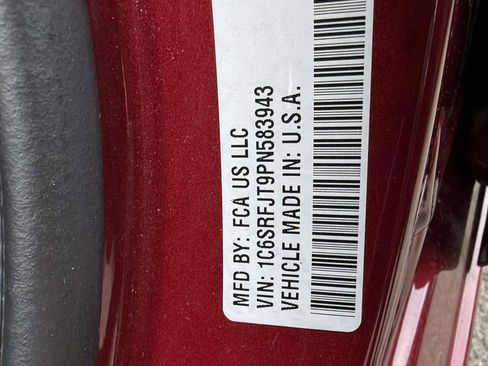 MFD BY: FCA US LLC
VIN: 1C6SRFJT9PN583943
VEHICLE MADE IN: U.S.A.